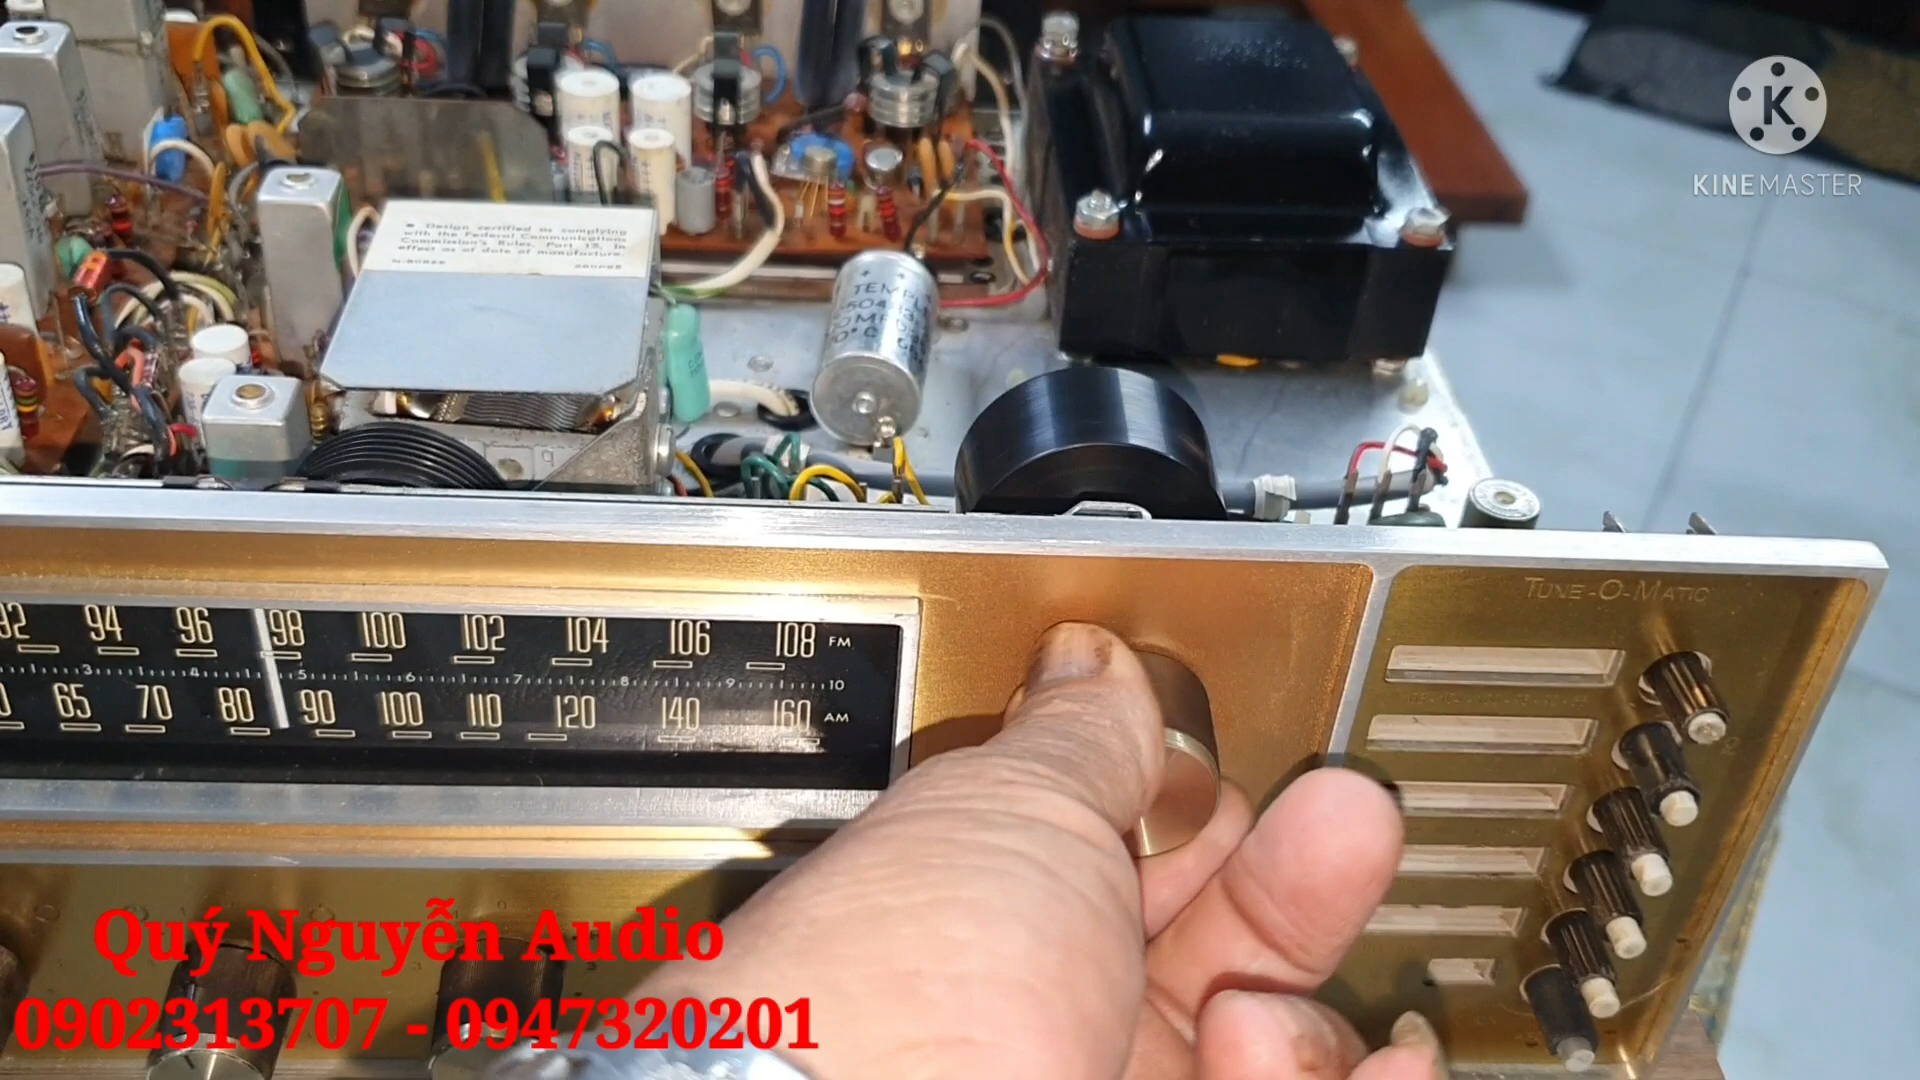 KINEMASTER
Design certified as complying
with the Federal Communications
Commission's Rules, Part 15, in
effect as of date of manufacture.
TUNE-O-MATIC
94 96 98 100 102 104 106 108 FM
3 4 5 6 7 8 9 10
65 70 80 90 100 110 120 140 160 AM
Quý Nguyễn Audio
0902313707 - 0947320201